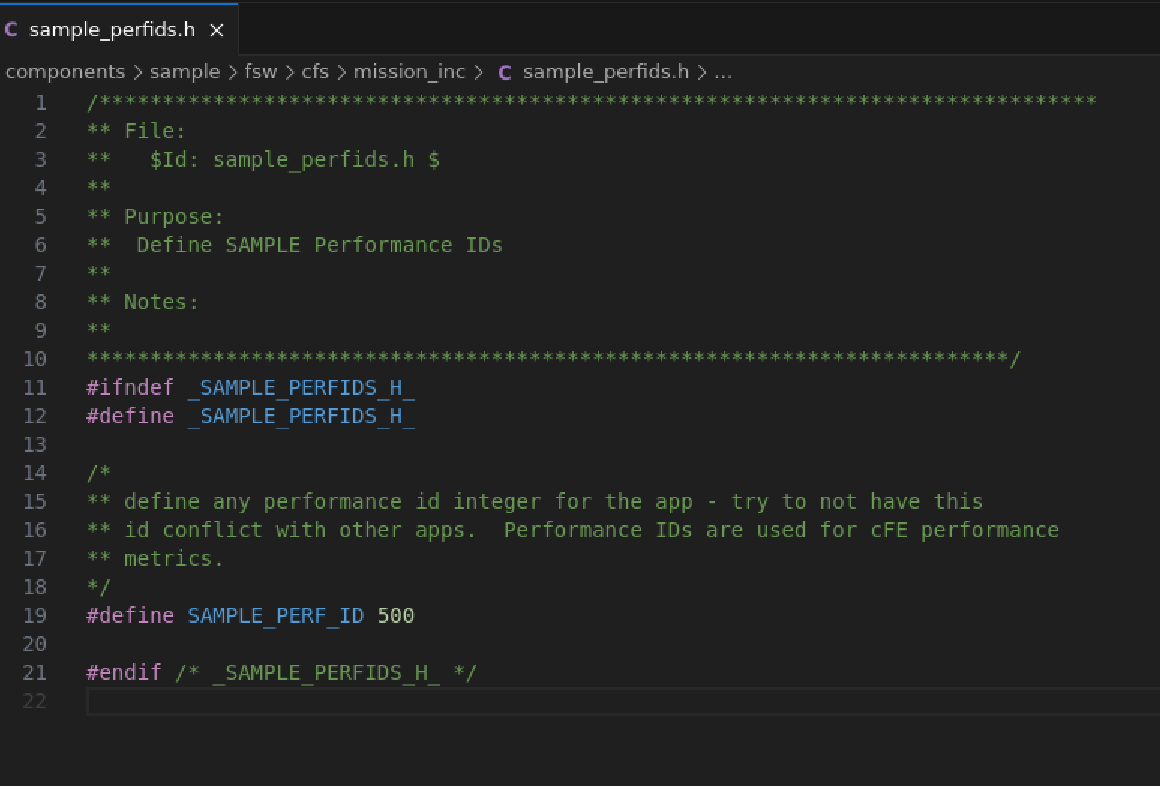 C sample_perfids.h ×
components > sample > fsw > cfs > mission_inc > C sample_perfids.h > ...
1 /*******************************************************************************
2 ** File:
3 **   $Id: sample_perfids.h $
4 **
5 ** Purpose:
6 **  Define SAMPLE Performance IDs
7 **
8 ** Notes:
9 **
10 *************************************************************************/
11 #ifndef _SAMPLE_PERFIDS_H_
12 #define _SAMPLE_PERFIDS_H_
13
14 /*
15 ** define any performance id integer for the app - try to not have this
16 ** id conflict with other apps.  Performance IDs are used for cFE performance
17 ** metrics.
18 */
19 #define SAMPLE_PERF_ID 500
20
21 #endif /* _SAMPLE_PERFIDS_H_ */
22